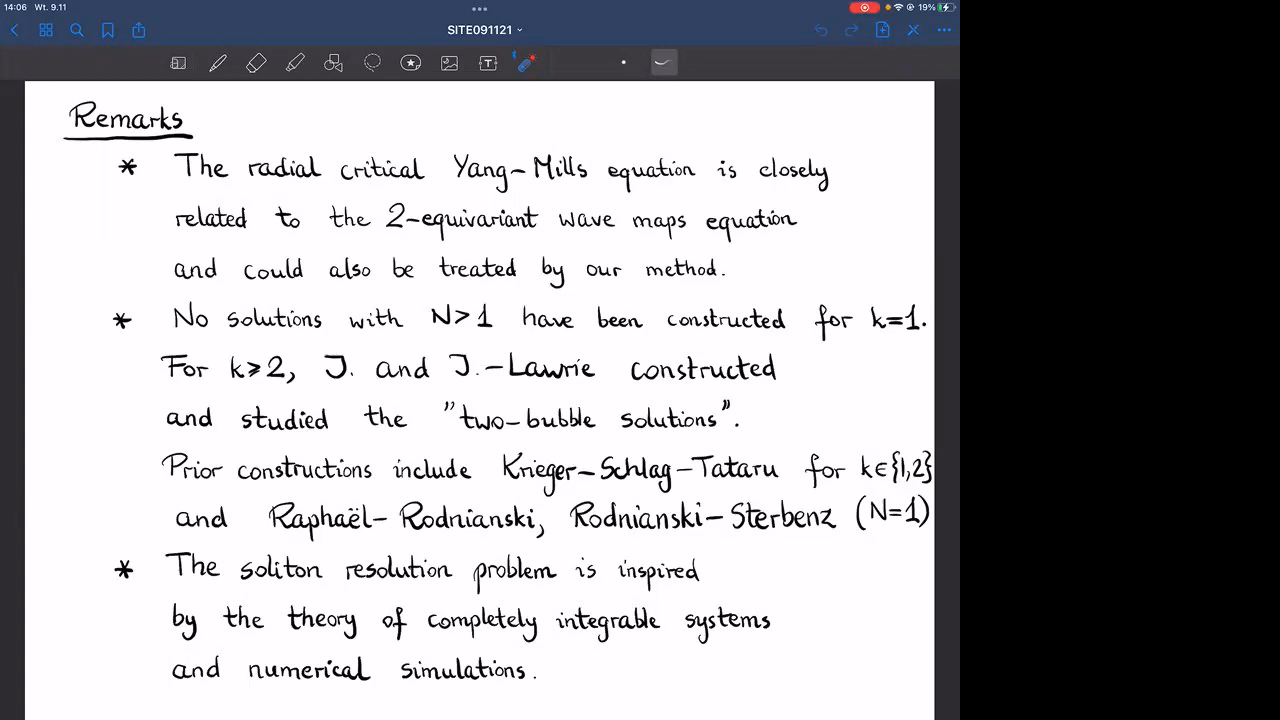 14:06 Wt. 9.11
19%
SITE091121
Remarks
* The radial critical Yang-Mills equation is closely
related to the 2-equivariant wave maps equation
and could also be treated by our method.
* No solutions with N>1 have been constructed for k=1.
For k⩾2, J. and J.-Lawrie constructed
and studied the "two-bubble solutions".
Prior constructions include Krieger-Schlag-Tataru for k∈{1,2}
and Raphaël-Rodnianski, Rodnianski-Sterbenz (N=1)
* The soliton resolution problem is inspired
by the theory of completely integrable systems
and numerical simulations.